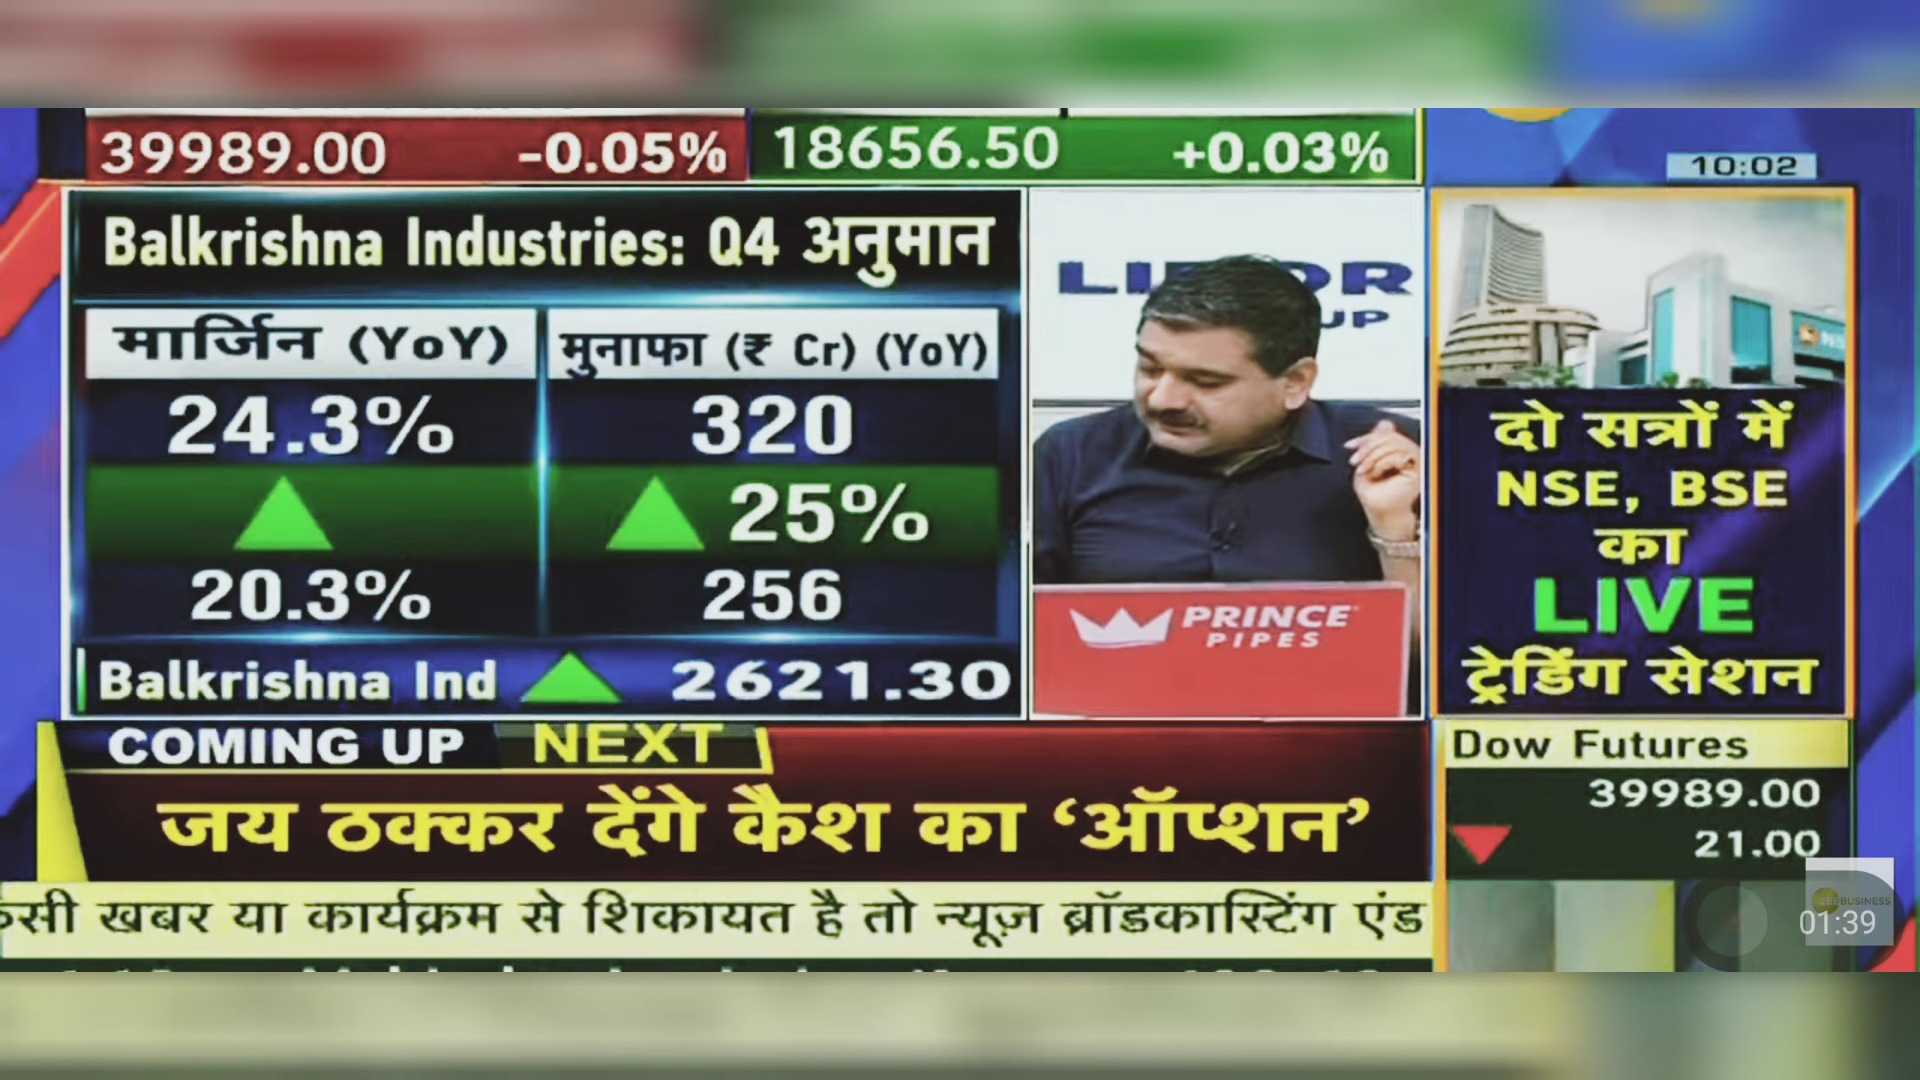 39989.00 -0.05% 18656.50 +0.03%
10:02
Balkrishna Industries: Q4 अनुमान
मार्जिन (YoY) मुनाफा (₹ Cr) (YoY)
24.3% 320
25%
20.3% 256
Balkrishna Ind 2621.30
PRINCE
PIPES
दो सत्रों में
NSE, BSE
का
LIVE
ट्रेडिंग सेशन
COMING UP NEXT
जय ठक्कर देंगे कैश का ‘ऑप्शन’
Dow Futures
39989.00
21.00
खबर या कार्यक्रम से शिकायत है तो न्यूज़ ब्रॉडकास्टिंग एंड
ZEEBUSINESS
01:39